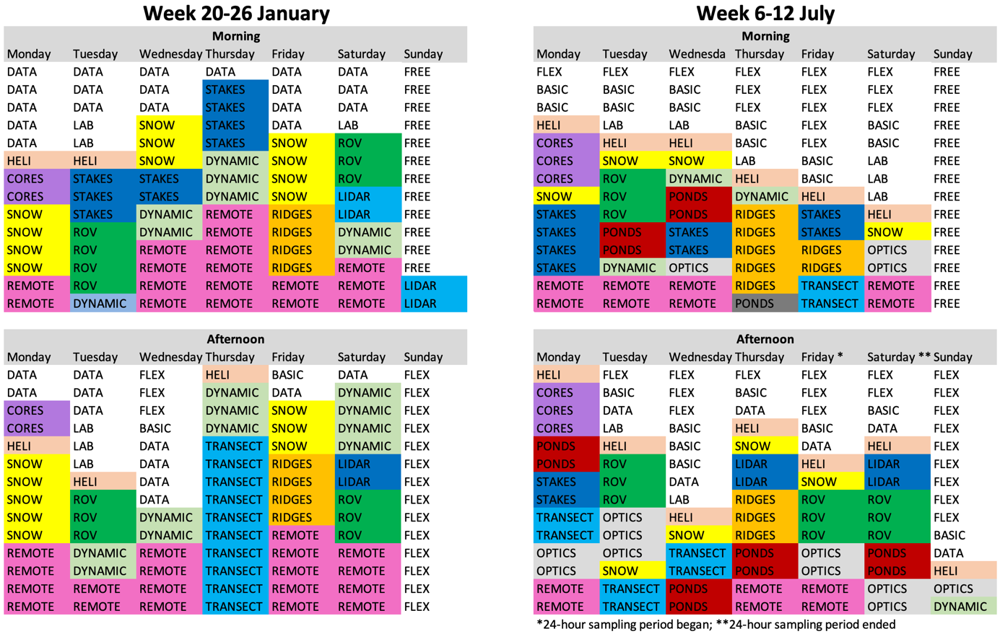 Week 20-26 January
Morning
Monday Tuesday Wednesday Thursday Friday Saturday Sunday
DATA DATA DATA DATA DATA DATA FREE
DATA DATA DATA STAKES DATA DATA FREE
DATA DATA DATA STAKES DATA DATA FREE
DATA LAB SNOW STAKES DATA LAB FREE
DATA LAB SNOW STAKES SNOW ROV FREE
HELI HELI SNOW DYNAMIC SNOW ROV FREE
CORES STAKES STAKES DYNAMIC SNOW ROV FREE
CORES STAKES STAKES DYNAMIC SNOW LIDAR FREE
SNOW STAKES DYNAMIC REMOTE RIDGES LIDAR FREE
SNOW ROV DYNAMIC REMOTE RIDGES DYNAMIC FREE
SNOW ROV REMOTE REMOTE RIDGES DYNAMIC FREE
SNOW ROV REMOTE REMOTE RIDGES REMOTE FREE
REMOTE ROV REMOTE REMOTE REMOTE REMOTE LIDAR
REMOTE DYNAMIC REMOTE REMOTE REMOTE REMOTE LIDAR
Afternoon
Monday Tuesday Wednesday Thursday Friday Saturday Sunday
DATA DATA FLEX HELI BASIC DATA FLEX
DATA DATA FLEX DYNAMIC DATA DYNAMIC FLEX
CORES DATA FLEX DYNAMIC SNOW DYNAMIC FLEX
CORES LAB BASIC DYNAMIC SNOW DYNAMIC FLEX
HELI LAB DATA TRANSECT SNOW DYNAMIC FLEX
SNOW LAB DATA TRANSECT RIDGES LIDAR FLEX
SNOW HELI DATA TRANSECT RIDGES LIDAR FLEX
SNOW ROV DATA TRANSECT RIDGES ROV FLEX
SNOW ROV DYNAMIC TRANSECT RIDGES ROV FLEX
SNOW ROV DYNAMIC TRANSECT REMOTE ROV FLEX
REMOTE DYNAMIC REMOTE TRANSECT REMOTE REMOTE FLEX
REMOTE DYNAMIC REMOTE TRANSECT REMOTE REMOTE FLEX
REMOTE REMOTE REMOTE TRANSECT REMOTE REMOTE FLEX
REMOTE REMOTE REMOTE TRANSECT REMOTE REMOTE FLEX
Week 6-12 July
Morning
Monday Tuesday Wednesda Thursday Friday Saturday Sunday
FLEX FLEX FLEX FLEX FLEX FLEX FREE
BASIC BASIC BASIC FLEX FLEX FLEX FREE
BASIC BASIC BASIC FLEX FLEX FLEX FREE
HELI LAB LAB BASIC FLEX BASIC FREE
CORES HELI HELI BASIC FLEX BASIC FREE
CORES SNOW SNOW LAB BASIC LAB FREE
CORES ROV DYNAMIC HELI BASIC LAB FREE
SNOW ROV PONDS DYNAMIC HELI LAB FREE
STAKES ROV PONDS RIDGES STAKES HELI FREE
STAKES PONDS STAKES RIDGES STAKES SNOW FREE
STAKES PONDS STAKES RIDGES RIDGES OPTICS FREE
STAKES DYNAMIC OPTICS RIDGES RIDGES OPTICS FREE
REMOTE REMOTE REMOTE RIDGES TRANSECT REMOTE FREE
REMOTE REMOTE REMOTE PONDS TRANSECT REMOTE FREE
Afternoon
Monday Tuesday Wednesday Thursday Friday * Saturday ** Sunday
HELI FLEX FLEX FLEX FLEX FLEX FLEX
CORES BASIC FLEX BASIC FLEX FLEX FLEX
CORES DATA FLEX DATA FLEX BASIC FLEX
CORES LAB BASIC HELI BASIC DATA FLEX
PONDS HELI BASIC SNOW DATA HELI FLEX
PONDS ROV BASIC LIDAR HELI LIDAR FLEX
STAKES ROV DATA LIDAR SNOW LIDAR FLEX
STAKES ROV LAB RIDGES ROV ROV FLEX
TRANSECT OPTICS HELI RIDGES ROV ROV FLEX
TRANSECT OPTICS SNOW RIDGES ROV ROV BASIC
OPTICS OPTICS TRANSECT PONDS OPTICS PONDS DATA
OPTICS SNOW TRANSECT PONDS OPTICS PONDS HELI
REMOTE TRANSECT PONDS REMOTE REMOTE OPTICS OPTICS
REMOTE TRANSECT PONDS REMOTE REMOTE OPTICS DYNAMIC
*24-hour sampling period began; **24-hour sampling period ended